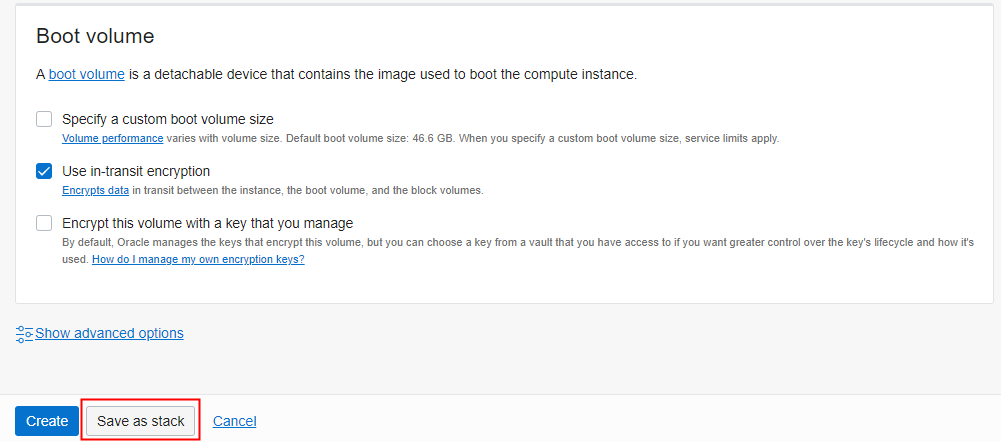 Boot volume
A boot volume is a detachable device that contains the image used to boot the compute instance.
Specify a custom boot volume size
Volume performance varies with volume size. Default boot volume size: 46.6 GB. When you specify a custom boot volume size, service limits apply.
Use in-transit encryption
Encrypts data in transit between the instance, the boot volume, and the block volumes.
Encrypt this volume with a key that you manage
By default, Oracle manages the keys that encrypt this volume, but you can choose a key from a vault that you have access to if you want greater control over the key's lifecycle and how it's
used. How do I manage my own encryption keys?
Show advanced options
Create Save as stack Cancel